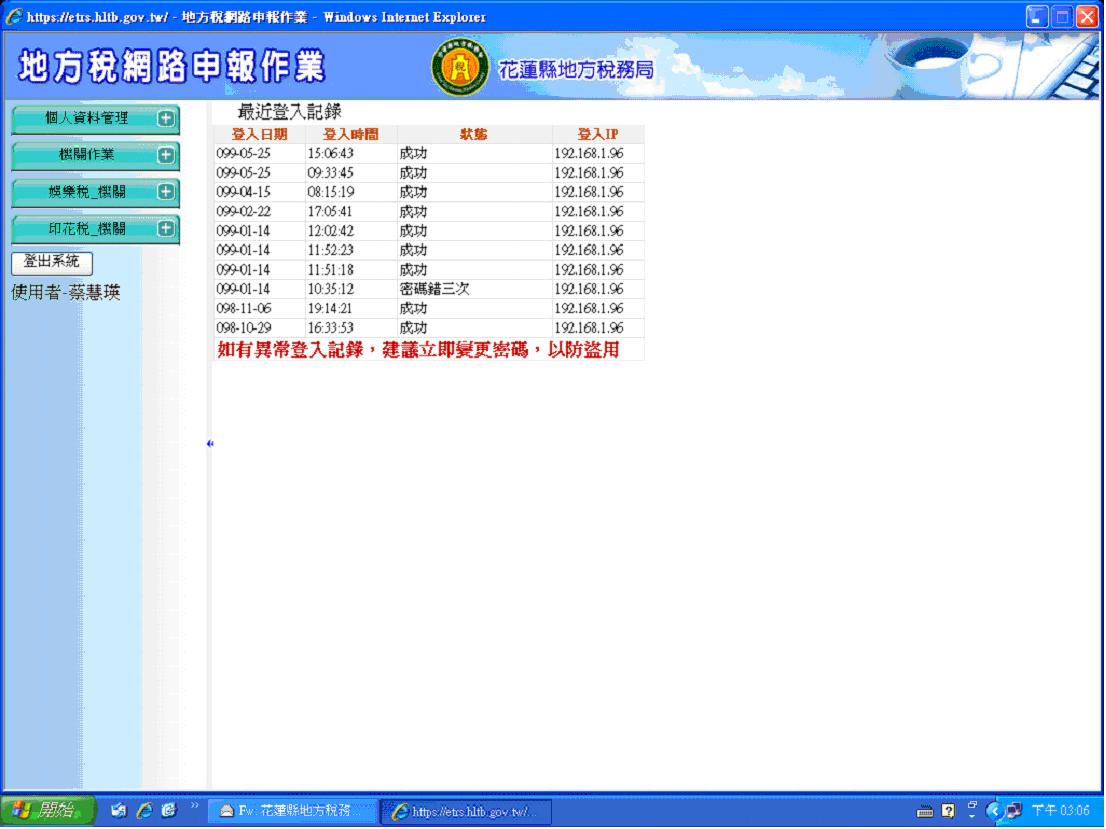 https://etrs.hltb.gov.tw/ - 地方稅網路申報作業 - Windows Internet Explorer
地方稅網路申報作業
花蓮縣地方稅務局
個人資料管理
機關作業
娛樂稅_機關
印花稅_機關
登出系統
使用者-蔡慧瑛
最近登入記錄
登入日期 登入時間 狀態 登入IP
099-05-25 15:06:43 成功 192.168.1.96
099-05-25 09:33:45 成功 192.168.1.96
099-04-15 08:15:19 成功 192.168.1.96
099-02-22 17:05:41 成功 192.168.1.96
099-01-14 12:02:42 成功 192.168.1.96
099-01-14 11:52:23 成功 192.168.1.96
099-01-14 11:51:18 成功 192.168.1.96
099-01-14 10:35:12 密碼錯三次 192.168.1.96
098-11-06 19:14:21 成功 192.168.1.96
098-10-29 16:33:53 成功 192.168.1.96
如有異常登入記錄，建議立即變更密碼，以防盜用
開始 Fw: 花蓮縣地方稅務... https://etrs.hltb.gov.tw/... 下午 03:06